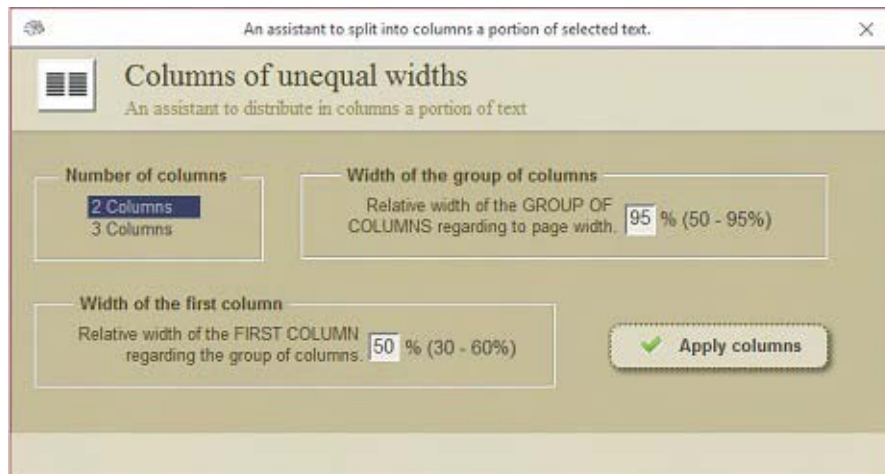 An assistant to split into columns a portion of selected text.
Columns of unequal widths
An assistant to distribute in columns a portion of text
Number of columns
2 Columns
3 Columns
Width of the group of columns
Relative width of the GROUP OF
COLUMNS regarding to page width. 95 % (50 - 95%)
Width of the first column
Relative width of the FIRST COLUMN
regarding the group of columns. 50 % (30 - 60%)
Apply columns